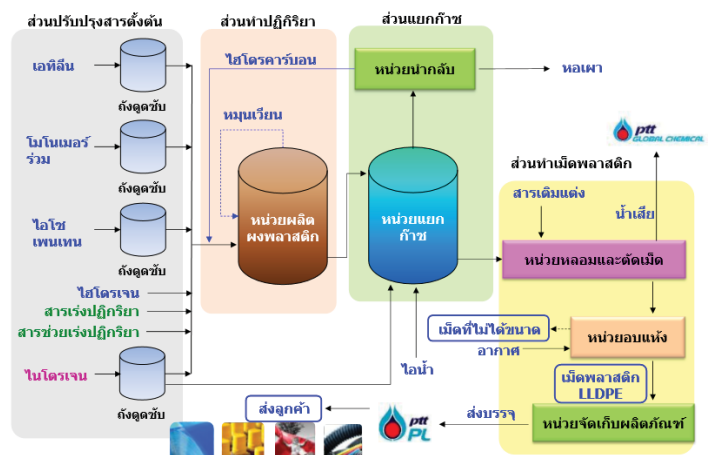 ส่วนปรับปรุงสารตั้งต้น
ส่วนทำปฏิกิริยา
ส่วนแยกก๊าซ
เอทิลีน
ถังดูดซับ
ไฮโดรคาร์บอน
หน่วยนำกลับ
หอเผา
โมโนเมอร์
ร่วม
ถังดูดซับ
หมุนเวียน
หน่วยผลิต
ผงพลาสติก
หน่วยแยก
ก๊าซ
ptt
GLOBAL CHEMICAL
ส่วนทำเม็ดพลาสติก
สารเติมแต่ง
น้ำเสีย
ไอโซ
เพนเทน
ถังดูดซับ
หน่วยหลอมและตัดเม็ด
ไฮโดรเจน
สารเร่งปฏิกริยา
สารช่วยเร่งปฏิกริยา
เม็ดที่ไม่ได้ขนาด
อากาศ
หน่วยอบแห้ง
ไนโตรเจน
ถังดูดซับ
ไอน้ำ
เม็ดพลาสติก
LLDPE
ส่งลูกค้า
ptt
PL
ส่งบรรจุ
หน่วยจัดเก็บผลิตภัณฑ์